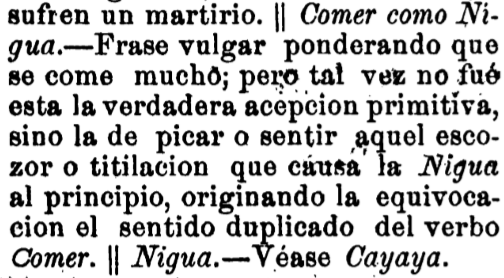 sufren un martirio. || Comer como Ni-
gua.—Frase vulgar ponderando que
se come mucho; pero tal vez no fué
esta la verdadera acepcion primitiva,
sino la de picar o sentir aquel esco-
zor o titilacion que causa la Nigua
al principio, originando la equivoca-
cion el sentido duplicado del verbo
Comer. || Nigua.—Véase Cayaya.